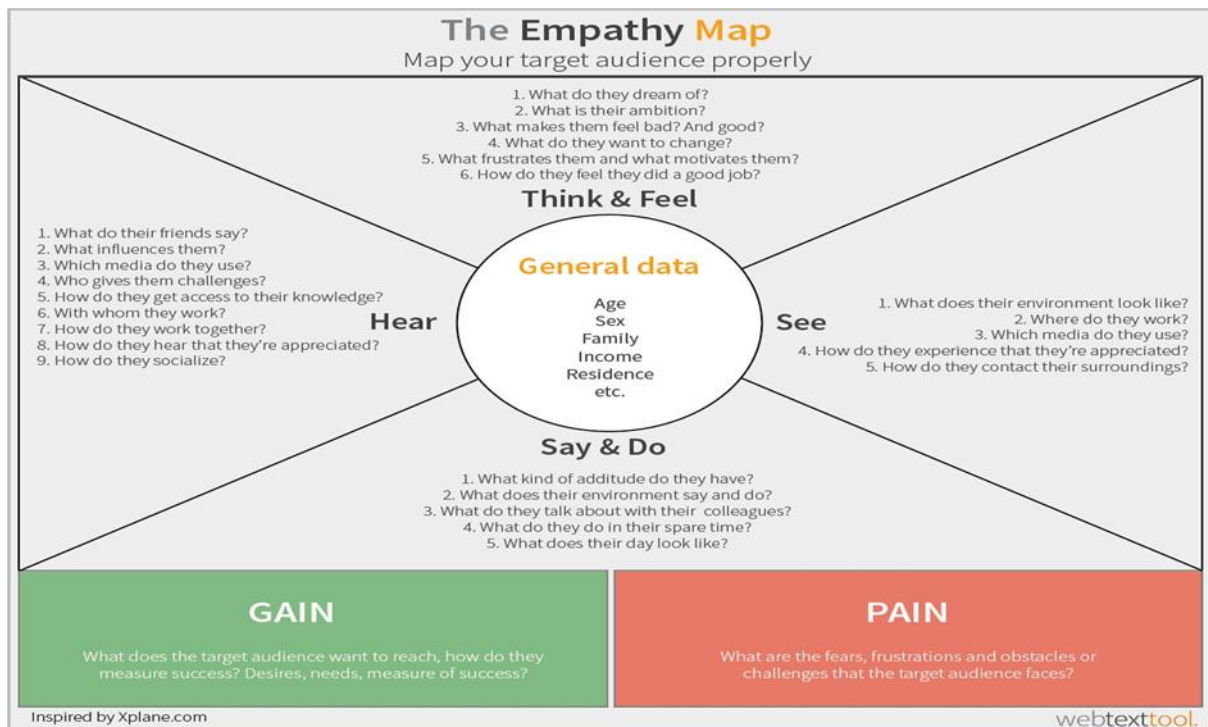 The Empathy Map
Map your target audience properly
1. What do they dream of?
2. What is their ambition?
3. What makes them feel bad? And good?
4. What do they want to change?
5. What frustrates them and what motivates them?
6. How do they feel they did a good job?
Think & Feel
1. What do their friends say?
2. What influences them?
3. Which media do they use?
4. Who gives them challenges?
5. How do they get access to their knowledge?
6. With whom they work?
7. How do they work together?
8. How do they hear that they're appreciated?
9. How do they socialize?
Hear
General data
Age
Sex
Family
Income
Residence
etc.
See
1. What does their environment look like?
2. Where do they work?
3. Which media do they use?
4. How do they experience that they're appreciated?
5. How do they contact their surroundings?
Say & Do
1. What kind of additude do they have?
2. What does their environment say and do?
3. What do they talk about with their colleagues?
4. What do they do in their spare time?
5. What does their day look like?
GAIN
What does the target audience want to reach, how do they
measure success? Desires, needs, measure of success?
PAIN
What are the fears, frustrations and obstacles or
challenges that the target audience faces?
Inspired by Xplane.com
webtexttool.